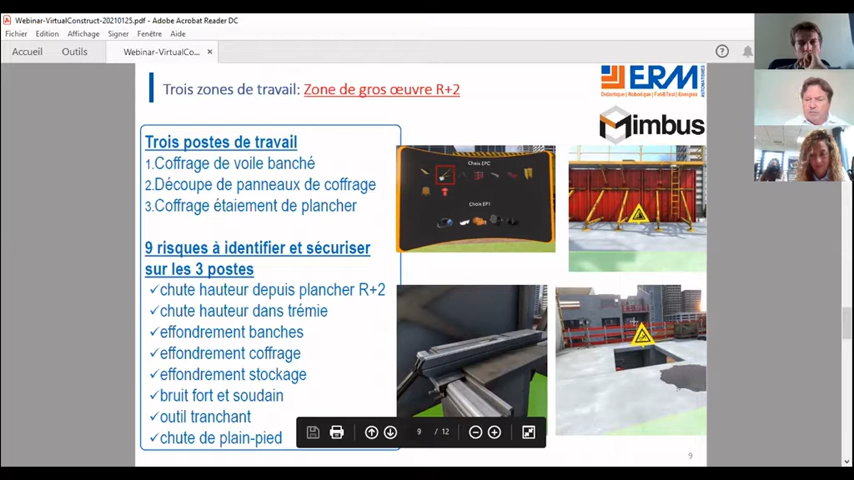 Webinar-VirtualConstruct-20210125.pdf - Adobe Acrobat Reader DC
Fichier Edition Affichage Signer Fenêtre Aide
Accueil Outils Webinar-VirtualCo... ×
Trois zones de travail: Zone de gros œuvre R+2
ERM
AUTOMATISMES
Mimbus
Trois postes de travail
1.Coffrage de voile banché
2.Découpe de panneaux de coffrage
3.Coffrage étaiement de plancher
9 risques à identifier et sécuriser
sur les 3 postes
✓chute hauteur depuis plancher R+2
✓chute hauteur dans trémie
✓effondrement banches
✓effondrement coffrage
✓effondrement stockage
✓bruit fort et soudain
✓outil tranchant
✓chute de plain-pied
Choix EPC
Choix EPI
9 / 12
9